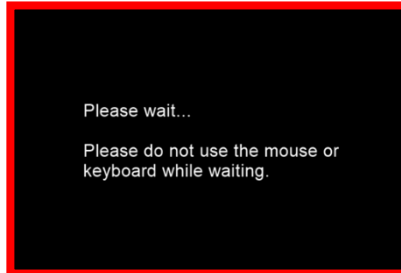 Please wait...
Please do not use the mouse or
keyboard while waiting.